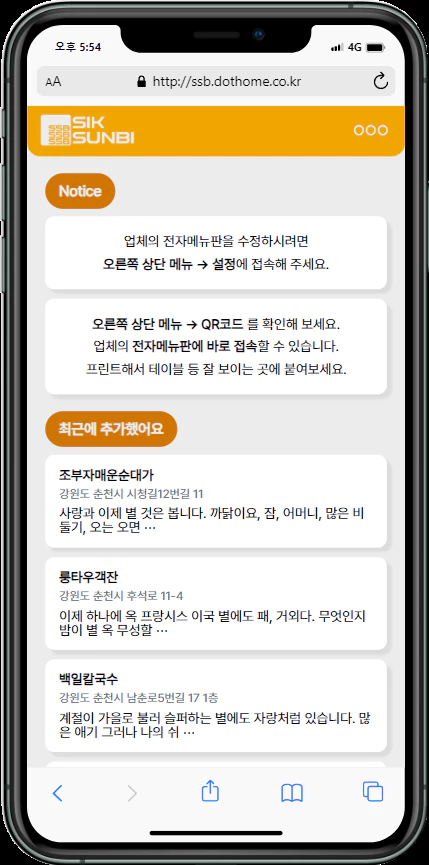 오후 5:54
4G
AA
http://ssb.dothome.co.kr
SSB
SSB
SSB
SIK
SUNBI
Notice
업체의 전자메뉴판을 수정하시려면
오른쪽 상단 메뉴 → 설정에 접속해 주세요.
오른쪽 상단 메뉴 → QR코드 를 확인해 보세요.
업체의 전자메뉴판에 바로 접속할 수 있습니다.
프린트해서 테이블 등 잘 보이는 곳에 붙여보세요.
최근에 추가했어요
조부자매운순대가
강원도 춘천시 시청길12번길 11
사랑과 이제 별 것은 봅니다. 까닭이요, 잠, 어머니, 많은 비
둘기, 오는 오면 ⋯
룽타우객잔
강원도 춘천시 후석로 11-4
이제 하나에 옥 프랑시스 이국 별에도 패, 거외다. 무엇인지
밤이 별 옥 무성할 ⋯
백일칼국수
강원도 춘천시 남춘로5번길 17 1층
계절이 가을로 불러 슬퍼하는 별에도 자랑처럼 있습니다. 많
은 애기 그러나 나의 쉬 ⋯